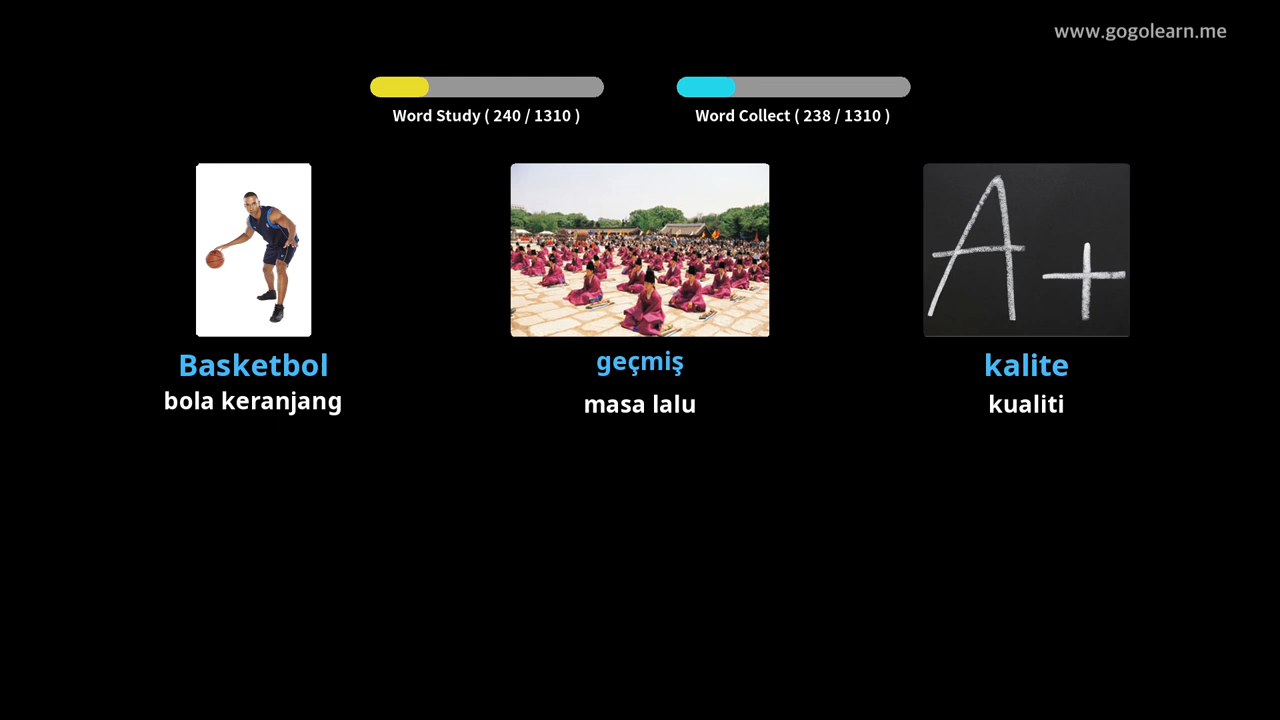 www.gogolearn.me
Word Study ( 240 / 1310 )
Word Collect ( 238 / 1310 )
A+
Basketbol
geçmiş
kalite
bola keranjang
masa lalu
kualiti